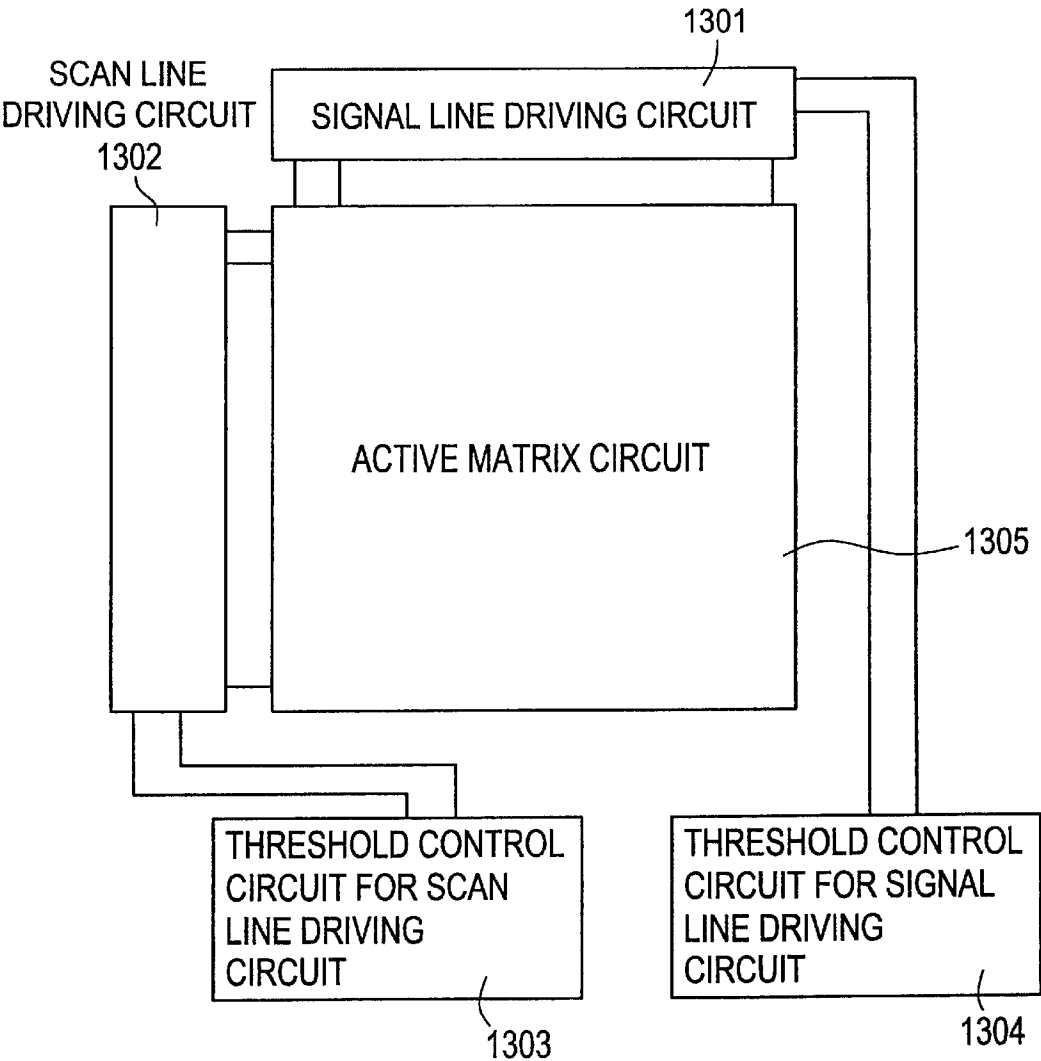 1301
SCAN LINE
DRIVING CIRCUIT
1302
SIGNAL LINE DRIVING CIRCUIT
ACTIVE MATRIX CIRCUIT
1305
THRESHOLD CONTROL
CIRCUIT FOR SCAN
LINE DRIVING
CIRCUIT
1303
THRESHOLD CONTROL
CIRCUIT FOR SIGNAL
LINE DRIVING
CIRCUIT
1304